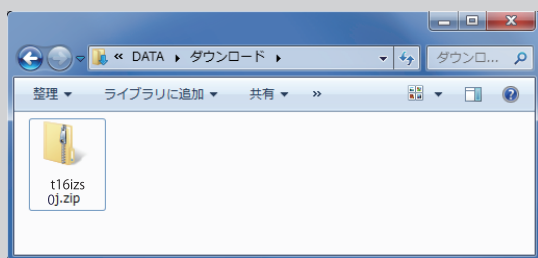 « DATA ▸ ダウンロード ▸
ダウンロ...
整理 ▼ ライブラリに追加 ▼ 共有 ▼ »
t16izs
0j.zip